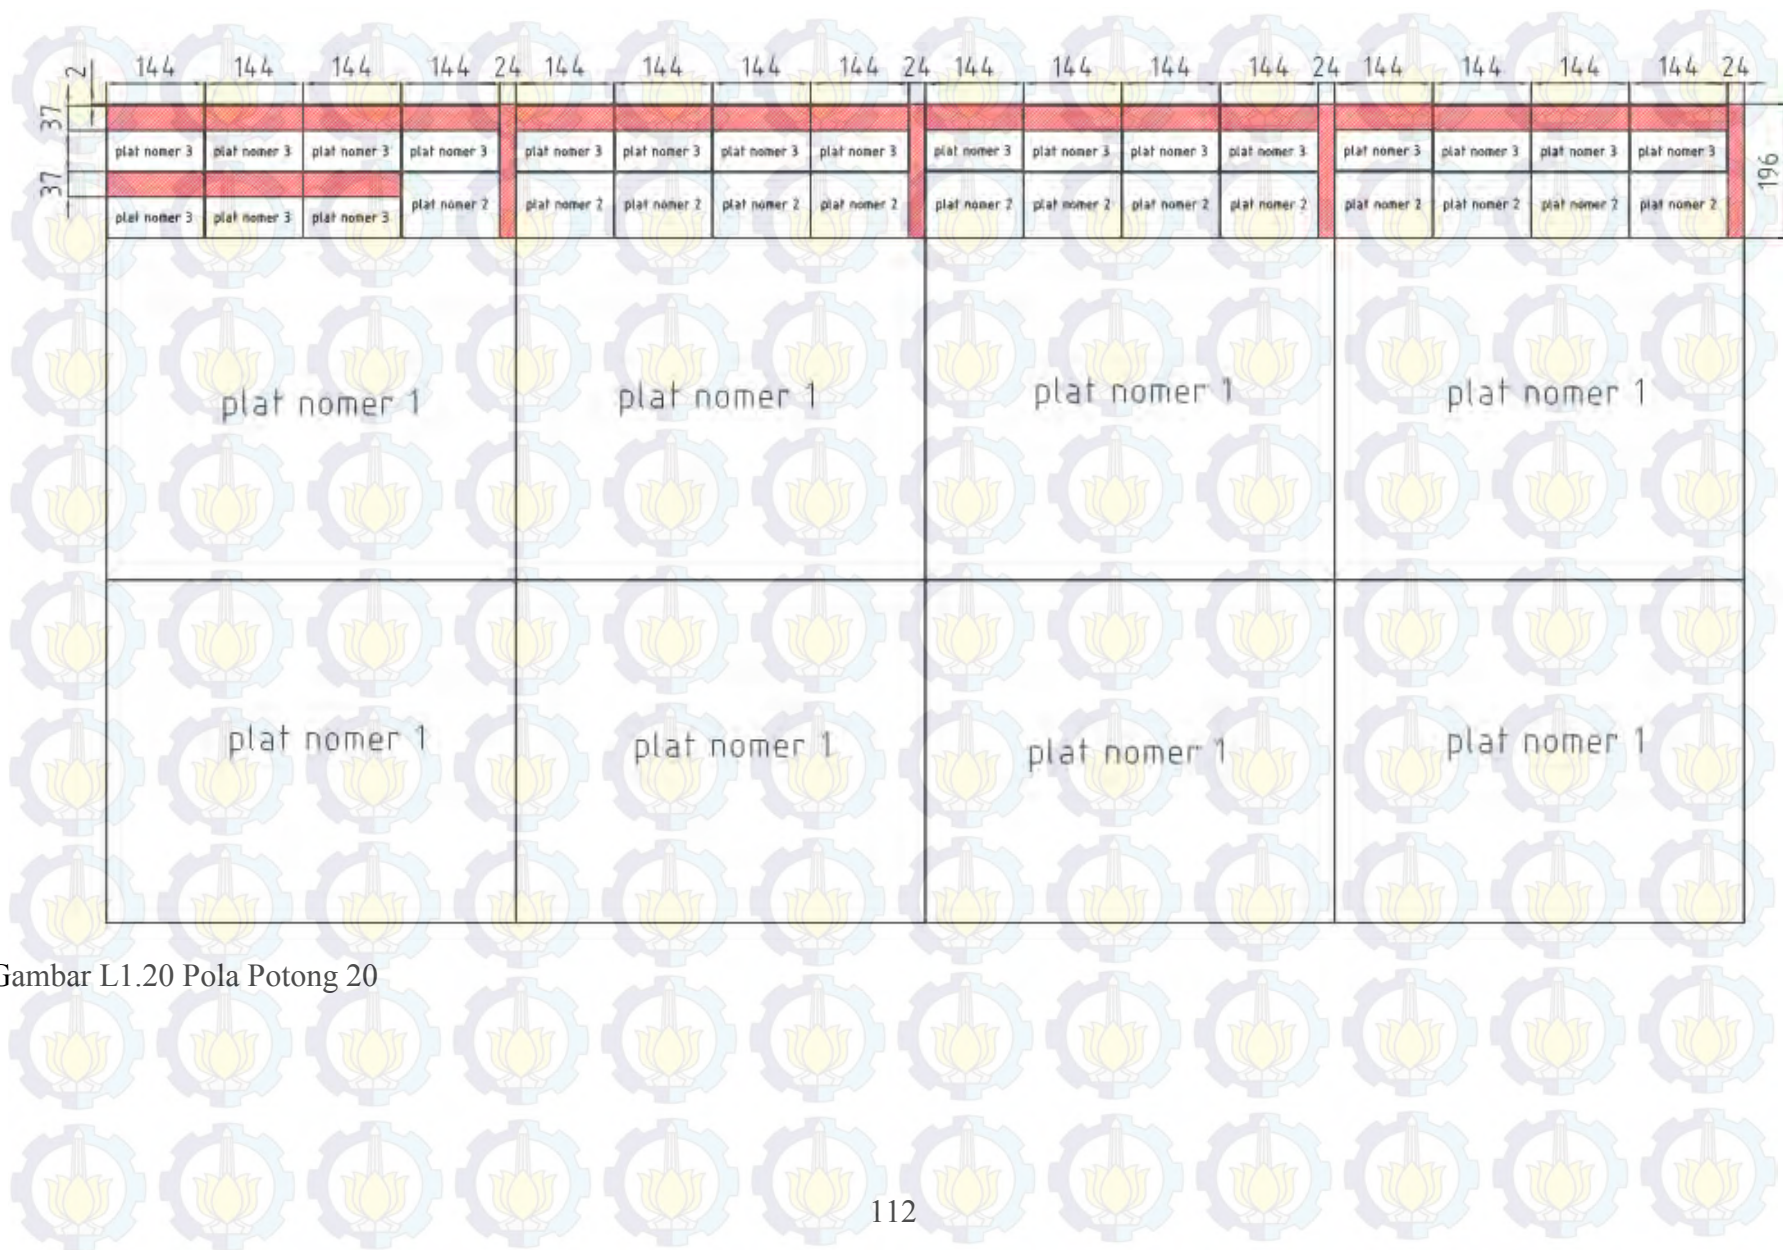 144 144 144 144 24 144 144 144 144 24 144 144 144 144 24 144 144 144 144 24
2
37
plat nomer 3 plat nomer 3 plat nomer 3 plat nomer 3 plat nomer 3 plat nomer 3 plat nomer 3 plat nomer 3 plat nomer 3 plat nomer 3 plat nomer 3 plat nomer 3 plat nomer 3 plat nomer 3 plat nomer 3 plat nomer 3
196
37
plat nomer 2 plat nomer 2 plat nomer 2 plat nomer 2 plat nomer 2 plat nomer 2 plat nomer 2 plat nomer 2 plat nomer 2 plat nomer 2 plat nomer 2 plat nomer 2 plat nomer 2
plat nomer 3 plat nomer 3 plat nomer 3
plat nomer 1 plat nomer 1 plat nomer 1 plat nomer 1
plat nomer 1 plat nomer 1 plat nomer 1 plat nomer 1
Gambar L1.20 Pola Potong 20
112